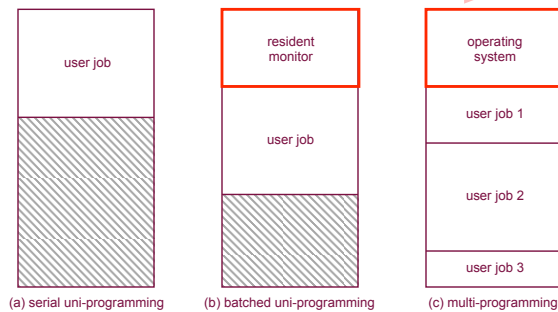 user job
(a) serial uni-programming
resident
monitor
user job
(b) batched uni-programming
operating
system
user job 1
user job 2
user job 3
(c) multi-programming